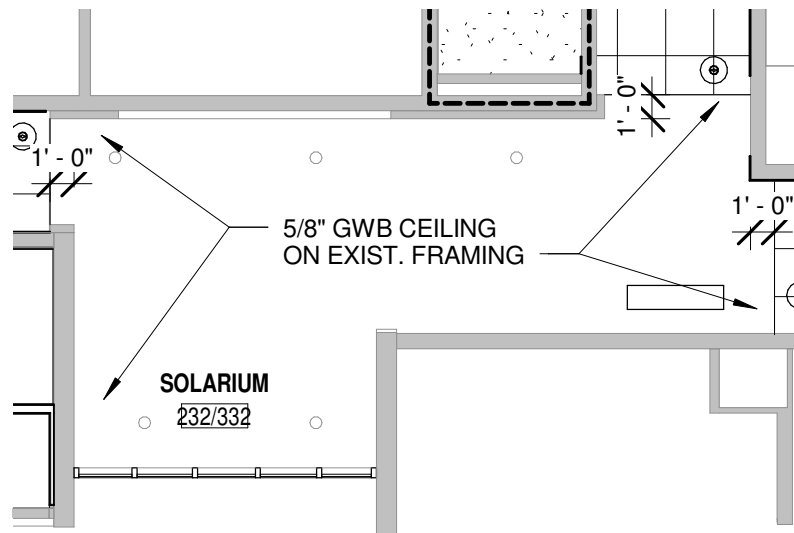 1' - 0"
1' - 0"
1' - 0"
5/8" GWB CEILING
ON EXIST. FRAMING
SOLARIUM
232/332